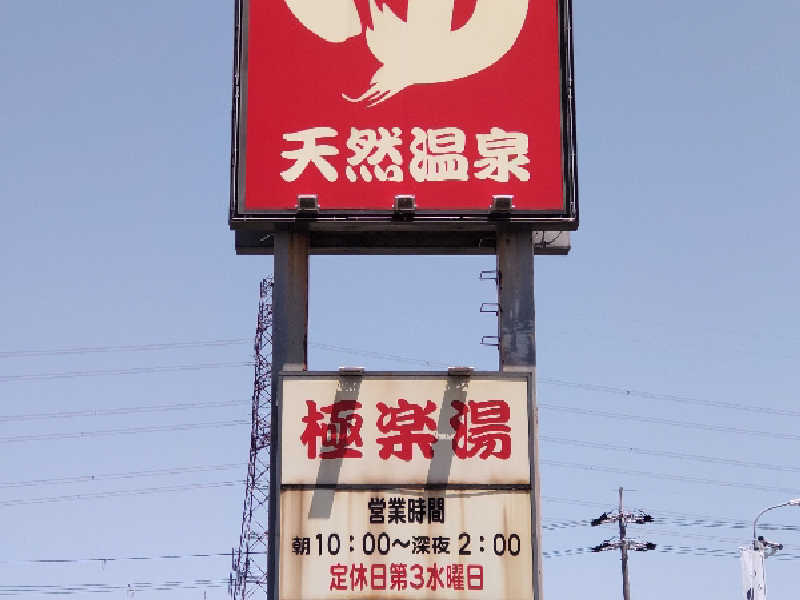 ゆ
天然温泉
極楽湯
営業時間
朝10:00〜深夜2:00
定休日第3水曜日